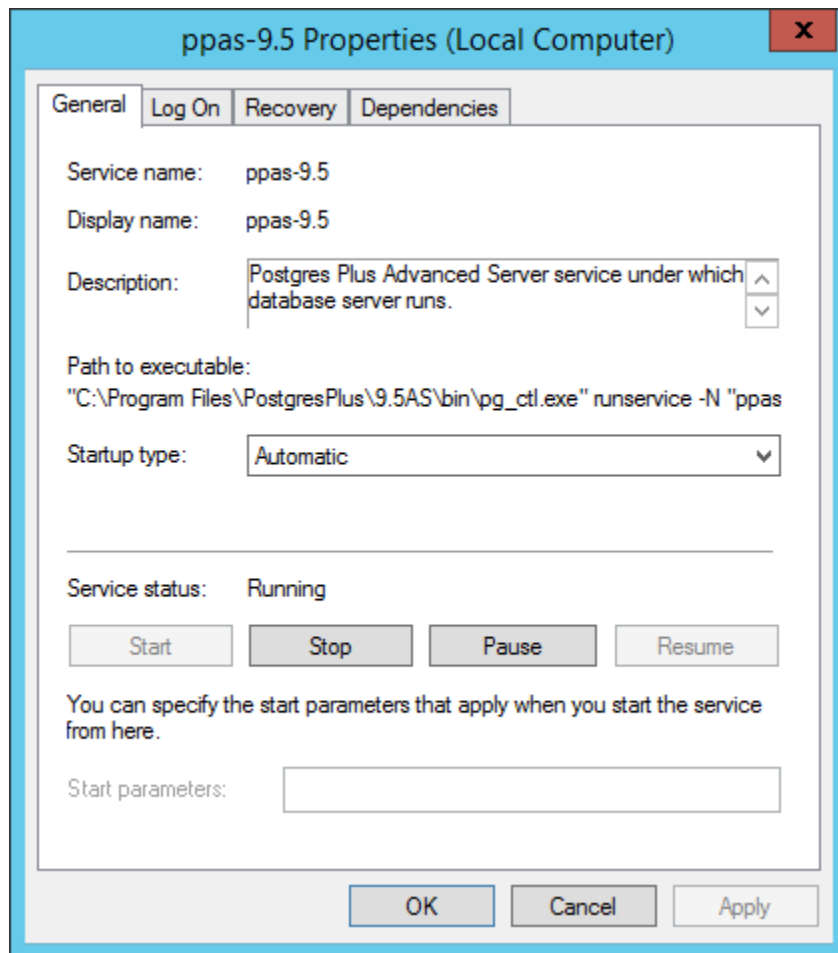 ppas-9.5 Properties (Local Computer)
x
General Log On Recovery Dependencies
Service name: ppas-9.5
Display name: ppas-9.5
Description: Postgres Plus Advanced Server service under which
database server runs.
Path to executable:
"C:\Program Files\PostgresPlus\9.5AS\bin\pg_ctl.exe" runservice -N "ppas
Startup type: Automatic
Service status: Running
Start Stop Pause Resume
You can specify the start parameters that apply when you start the service
from here.
Start parameters:
OK Cancel Apply